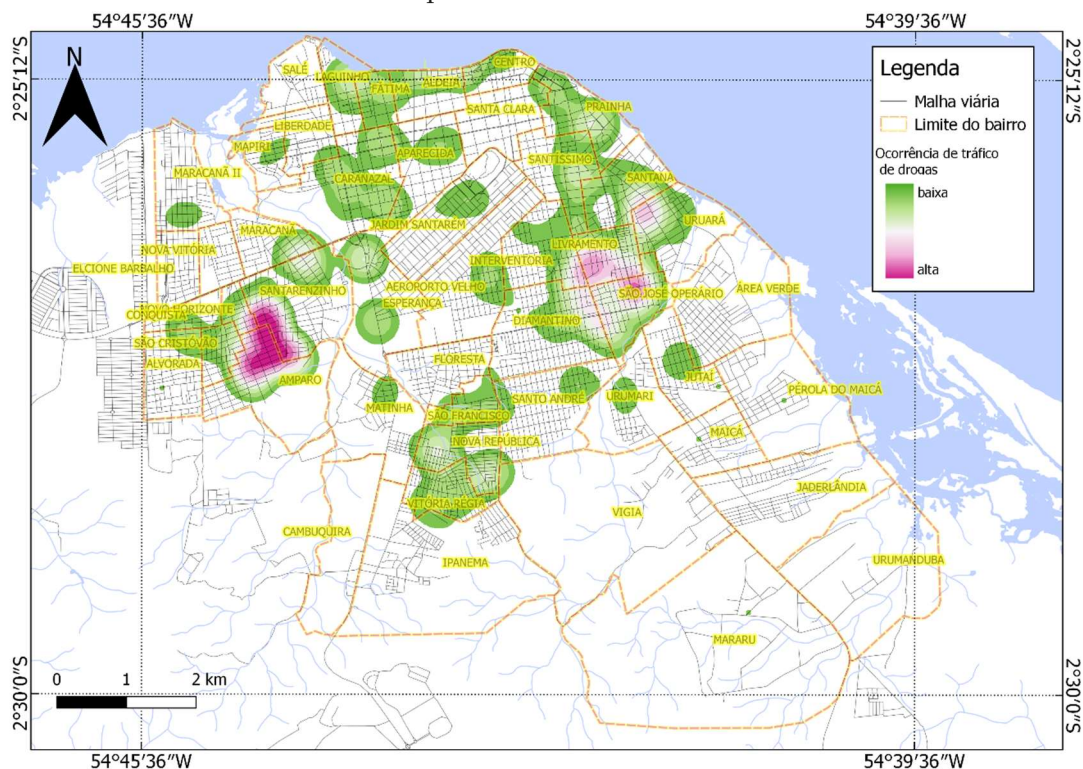 54°45'36"W
54°39'36"W
2°25'12"S
2°25'12"S
N
Legenda
Malha viária
Limite do bairro
Ocorrência de tráfico
de drogas
baixa
alta
CENTRO
SALÉ
LAGUINHO
FÁTIMA
ALDEIA
SANTA CLARA
PRAINHA
LIBERDADE
MAPIRI
APARECIDA
SANTÍSSIMO
MARACANÃ II
CARANAZAL
SANTANA
JARDIM SANTARÉM
URUARÁ
MARACANÃ
LIVRAMENTO
NOVA VITÓRIA
INTERVENTORIA
ELCIONE BARBALHO
AEROPORTO VELHO
SANTARENZINHO
SÃO JOSÉ OPERÁRIO
ÁREA VERDE
ESPERANÇA
NOVO HORIZONTE
CONQUISTA
DIAMANTINO
SÃO CRISTÓVÃO
FLORESTA
ALVORADA
AMPARO
JUTAÍ
PÉROLA DO MAICÁ
MATINHA
SANTO ANDRÉ
URUMARI
SÃO FRANCISCO
MAICÁ
NOVA REPÚBLICA
JADERLÂNDIA
VITÓRIA RÉGIA
VIGIA
CAMBUQUIRA
IPANEMA
URUMANDUBA
MARARU
0 1 2 km
2°30'0"S
2°30'0"S
54°45'36"W
54°39'36"W